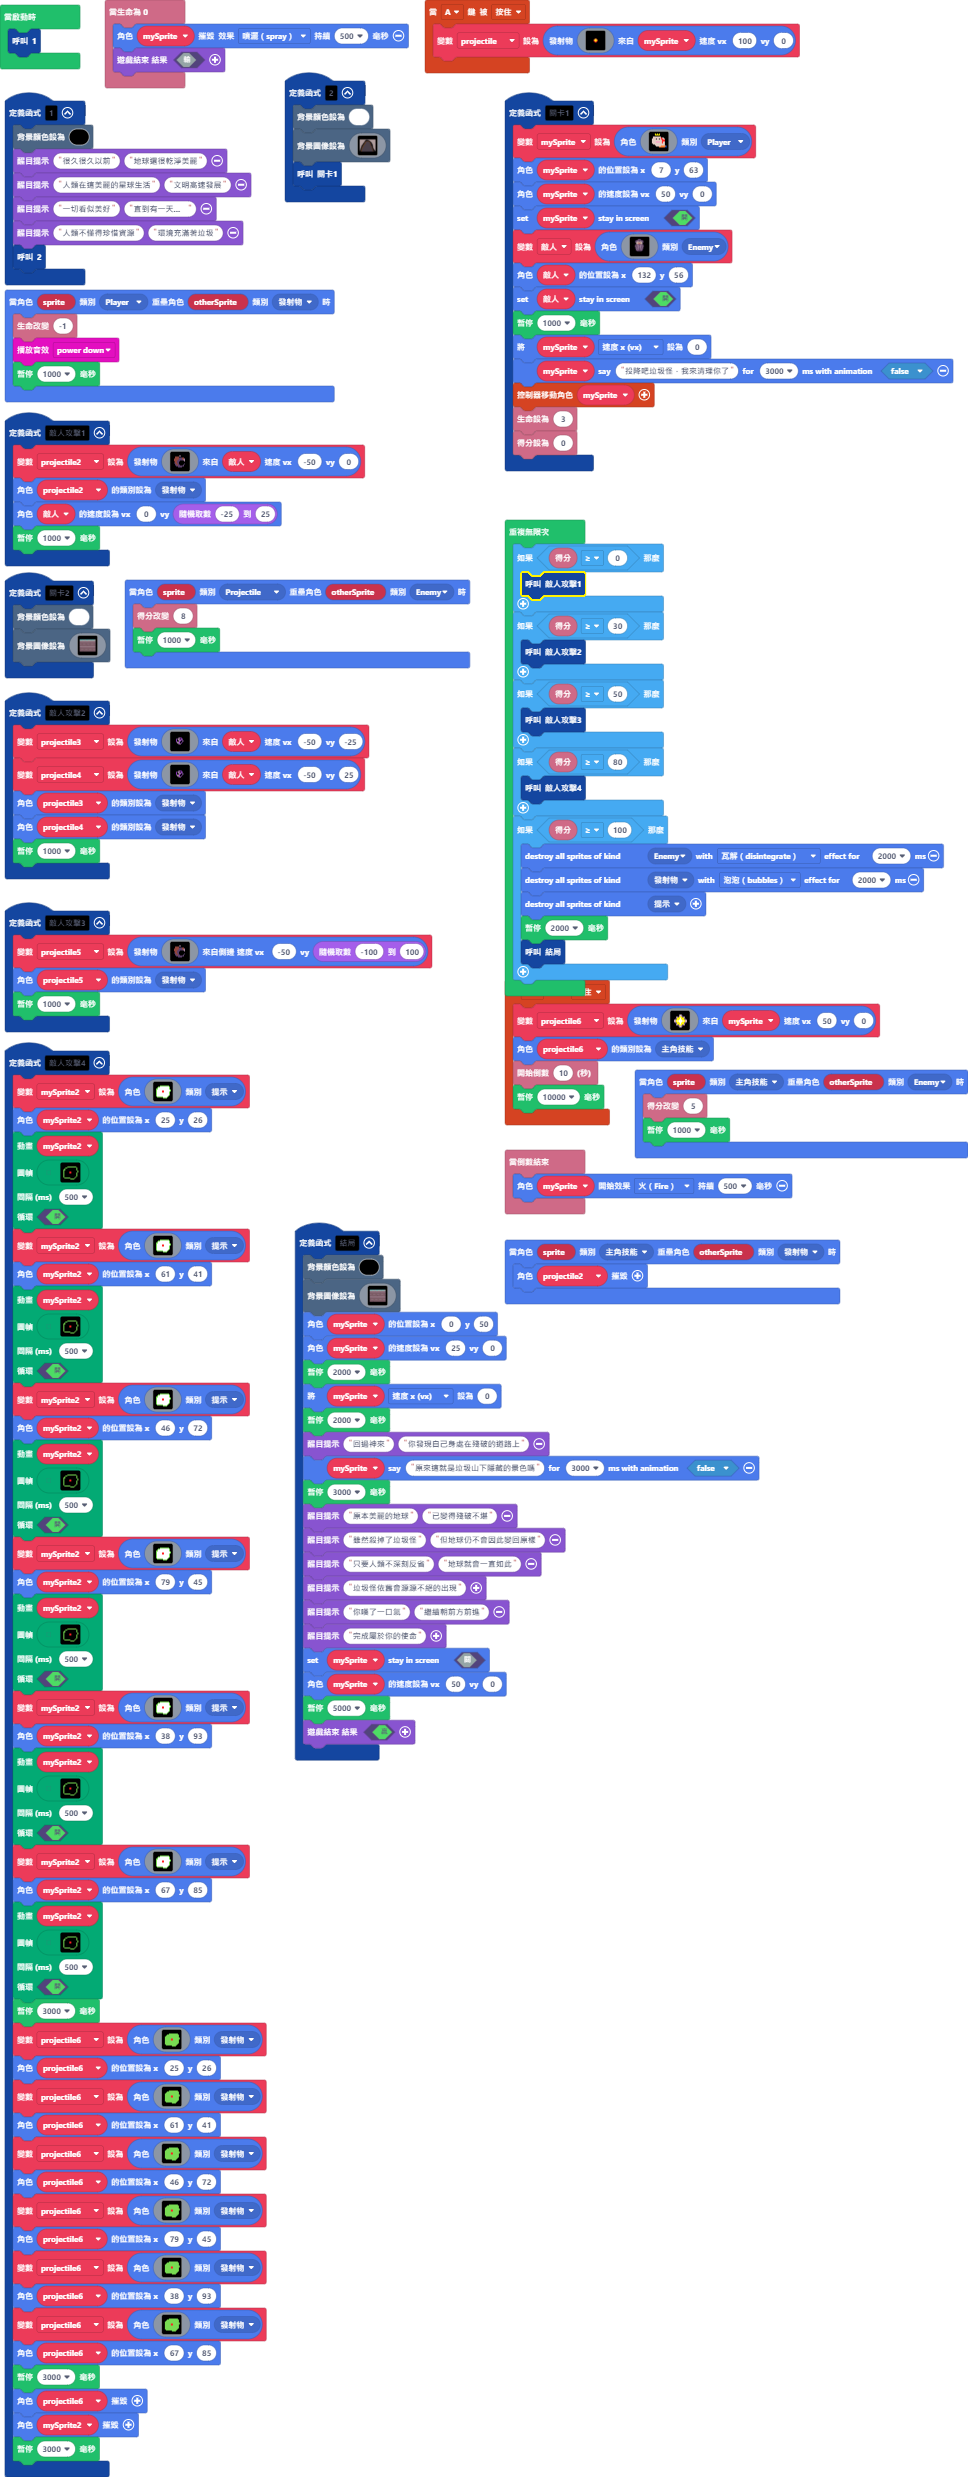 當啟動時
呼叫 1
當生命為 0
角色 mySprite 摧毀 效果 噴灑 ( spray ) 持續 500 毫秒
遊戲結束 結果
當 A 鍵 被 按住
變數 projectile 設為 發射物 來自 mySprite 速度 vx 100 vy 0
定義函式 1
背景顏色設為
醒目提示 "很久很久以前" "地球還很乾淨美麗"
醒目提示 "人類在這美麗的星球生活" "文明高速發展"
醒目提示 "一切看似美好" "直到有一天..."
醒目提示 "人類不懂得珍惜資源" "環境充滿著垃圾"
呼叫 2
定義函式 2
背景顏色設為
背景圖像設為
呼叫 關卡1
定義函式 關卡1
變數 mySprite 設為 角色 類別 Player
角色 mySprite 的位置設為 x 7 y 63
角色 mySprite 的速度設為 vx 50 vy 0
set mySprite stay in screen 開
變數 敵人 設為 角色 類別 Enemy
角色 敵人 的位置設為 x 132 y 56
set 敵人 stay in screen 開
暫停 1000 毫秒
將 mySprite 速度 x (vx) 設為 0
mySprite say "投降吧垃圾怪，我來清理你了" for 3000 ms with animation false
控制器移動角色 mySprite
生命設為 3
得分設為 0
當角色 sprite 類別 Player 重疊角色 otherSprite 類別 發射物 時
生命改變 -1
播放音效 power down
暫停 1000 毫秒
定義函式 敵人攻擊1
變數 projectile2 設為 發射物 來自 敵人 速度 vx -50 vy 0
角色 projectile2 的類別設為 發射物
角色 敵人 的速度設為 vx 0 vy 隨機取數 -25 到 25
暫停 1000 毫秒
定義函式 關卡2
背景顏色設為
背景圖像設為
當角色 sprite 類別 Projectile 重疊角色 otherSprite 類別 Enemy 時
得分改變 8
暫停 1000 毫秒
重複無限次
如果 得分 ≥ 0 那麼
呼叫 敵人攻擊1
如果 得分 ≥ 30 那麼
呼叫 敵人攻擊2
如果 得分 ≥ 50 那麼
呼叫 敵人攻擊3
如果 得分 ≥ 80 那麼
呼叫 敵人攻擊4
如果 得分 ≥ 100 那麼
destroy all sprites of kind Enemy with 瓦解 ( disintegrate ) effect for 2000 ms
destroy all sprites of kind 發射物 with 泡泡 ( bubbles ) effect for 2000 ms
destroy all sprites of kind 提示
暫停 2000 毫秒
呼叫 結局
定義函式 敵人攻擊2
變數 projectile3 設為 發射物 來自 敵人 速度 vx -50 vy -25
變數 projectile4 設為 發射物 來自 敵人 速度 vx -50 vy 25
角色 projectile3 的類別設為 發射物
角色 projectile4 的類別設為 發射物
暫停 1000 毫秒
定義函式 敵人攻擊3
變數 projectile5 設為 發射物 來自側邊 速度 vx -50 vy 隨機取數 -100 到 100
角色 projectile5 的類別設為 發射物
暫停 1000 毫秒
住
變數 projectile6 設為 發射物 來自 mySprite 速度 vx 50 vy 0
角色 projectile6 的類別設為 主角技能
開始倒數 10 (秒)
暫停 10000 毫秒
當角色 sprite 類別 主角技能 重疊角色 otherSprite 類別 Enemy 時
得分改變 5
暫停 1000 毫秒
當倒數結束
角色 mySprite 開始效果 火 ( Fire ) 持續 500 毫秒
當角色 sprite 類別 主角技能 重疊角色 otherSprite 類別 發射物 時
角色 projectile2 摧毀
定義函式 敵人攻擊4
變數 mySprite2 設為 角色 類別 提示
角色 mySprite2 的位置設為 x 25 y 26
動畫 mySprite2
圖幀
間隔 (ms) 500
循環 開
變數 mySprite2 設為 角色 類別 提示
角色 mySprite2 的位置設為 x 61 y 41
動畫 mySprite2
圖幀
間隔 (ms) 500
循環 開
變數 mySprite2 設為 角色 類別 提示
角色 mySprite2 的位置設為 x 46 y 72
動畫 mySprite2
圖幀
間隔 (ms) 500
循環 開
變數 mySprite2 設為 角色 類別 提示
角色 mySprite2 的位置設為 x 79 y 45
動畫 mySprite2
圖幀
間隔 (ms) 500
循環 開
變數 mySprite2 設為 角色 類別 提示
角色 mySprite2 的位置設為 x 38 y 93
動畫 mySprite2
圖幀
間隔 (ms) 500
循環 開
變數 mySprite2 設為 角色 類別 提示
角色 mySprite2 的位置設為 x 67 y 85
動畫 mySprite2
圖幀
間隔 (ms) 500
循環 開
暫停 3000 毫秒
變數 projectile6 設為 角色 類別 發射物
角色 projectile6 的位置設為 x 25 y 26
變數 projectile6 設為 角色 類別 發射物
角色 projectile6 的位置設為 x 61 y 41
變數 projectile6 設為 角色 類別 發射物
角色 projectile6 的位置設為 x 46 y 72
變數 projectile6 設為 角色 類別 發射物
角色 projectile6 的位置設為 x 79 y 45
變數 projectile6 設為 角色 類別 發射物
角色 projectile6 的位置設為 x 38 y 93
變數 projectile6 設為 角色 類別 發射物
角色 projectile6 的位置設為 x 67 y 85
暫停 3000 毫秒
角色 projectile6 摧毀
角色 mySprite2 摧毀
暫停 3000 毫秒
定義函式 結局
背景顏色設為
背景圖像設為
角色 mySprite 的位置設為 x 0 y 50
角色 mySprite 的速度設為 vx 25 vy 0
暫停 2000 毫秒
將 mySprite 速度 x (vx) 設為 0
暫停 2000 毫秒
醒目提示 "回過神來" "你發現自己身處在殘破的道路上"
mySprite say "原來這就是垃圾山下隱藏的景色嗎" for 3000 ms with animation false
暫停 3000 毫秒
醒目提示 "原本美麗的地球" "已變得殘破不堪"
醒目提示 "雖然殺掉了垃圾怪" "但地球仍不會因此變回原樣"
醒目提示 "只要人類不深刻反省" "地球就會一直如此"
醒目提示 "垃圾怪依舊會源源不絕的出現"
醒目提示 "你嘆了一口氣" "繼續朝前方前進"
醒目提示 "完成屬於你的使命"
set mySprite stay in screen 關
角色 mySprite 的速度設為 vx 50 vy 0
暫停 5000 毫秒
遊戲結束 結果